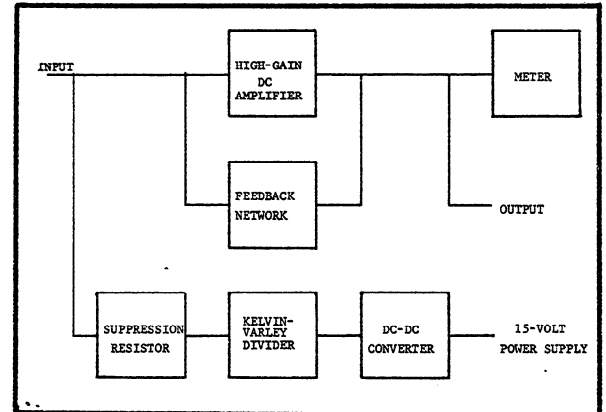 INPUT
HIGH-GAIN
DC
AMPLIFIER
METER
FEEDBACK
NETWORK
OUTPUT
SUPPRESSION
RESISTOR
KELVIN-
VARLEY
DIVIDER
DC-DC
CONVERTER
15-VOLT
POWER SUPPLY